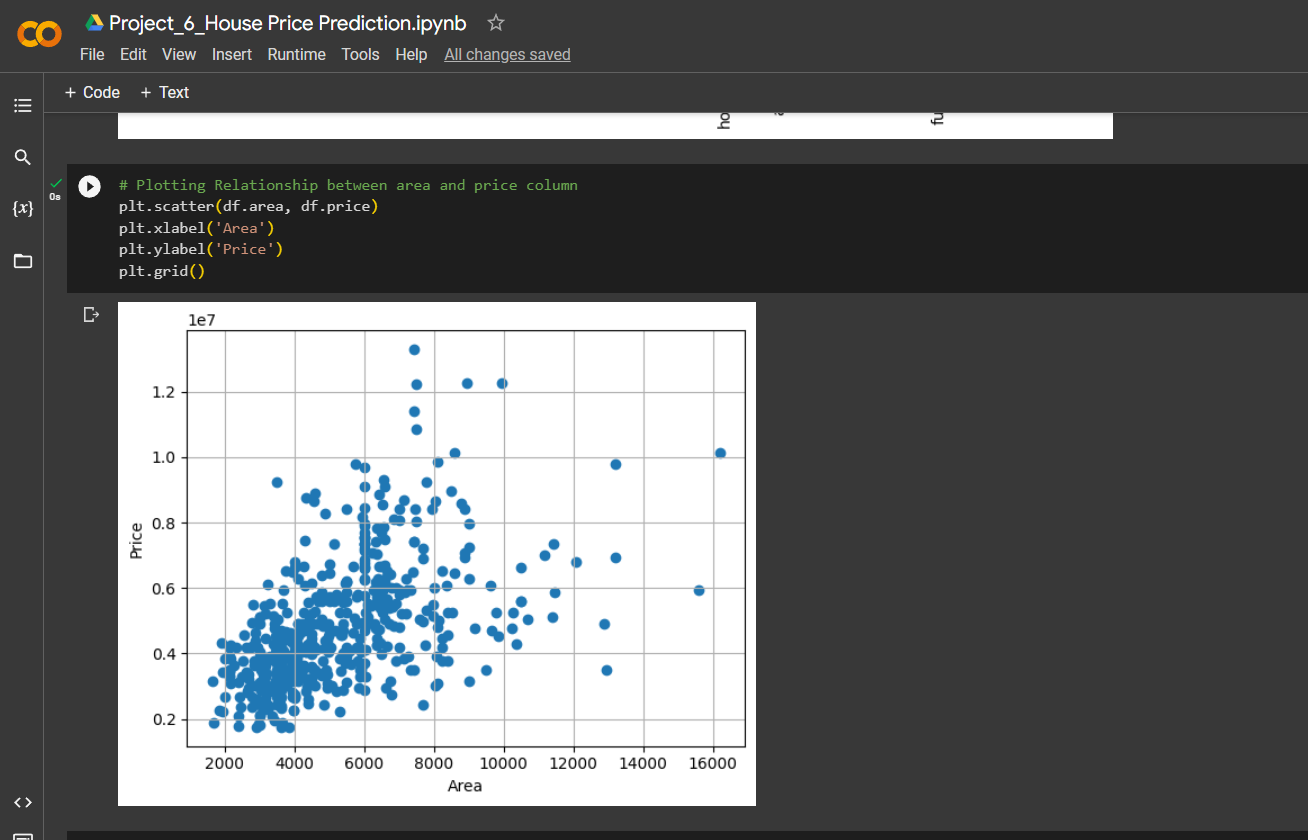 Project_6_House Price Prediction.ipynb
File Edit View Insert Runtime Tools Help All changes saved
+ Code + Text
ho
fu
0s
# Plotting Relationship between area and price column
plt.scatter(df.area, df.price)
plt.xlabel('Area')
plt.ylabel('Price')
plt.grid()
{x}
1e7
1.2
1.0
0.8
0.6
0.4
0.2
Price
2000 4000 6000 8000 10000 12000 14000 16000
Area